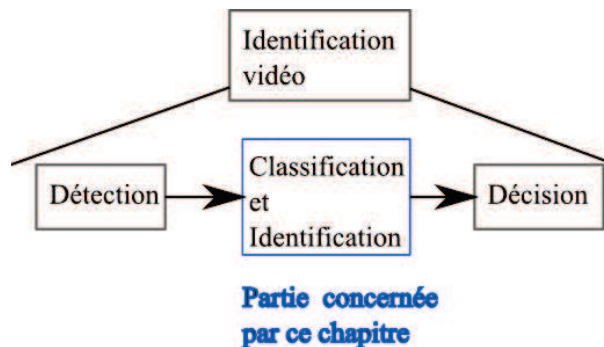 Identification
vidéo
Détection
Classification
et
Identification
Décision
Partie concernée
par ce chapitre